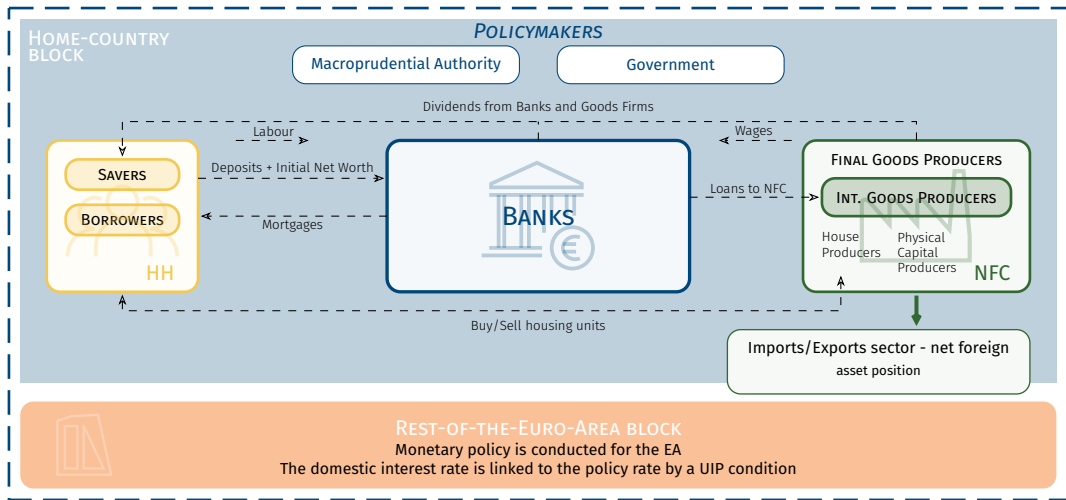 HOME-COUNTRY
BLOCK
POLICYMAKERS
Macroprudential Authority
Government
Dividends from Banks and Goods Firms
Labour
Wages
Deposits + Initial Net Worth
Mortgages
Loans to NFC
SAVERS
BORROWERS
HH
BANKS
€
FINAL GOODS PRODUCERS
INT. GOODS PRODUCERS
House
Producers
Physical
Capital
Producers
NFC
Buy/Sell housing units
Imports/Exports sector - net foreign
asset position
REST-OF-THE-EURO-AREA BLOCK
Monetary policy is conducted for the EA
The domestic interest rate is linked to the policy rate by a UIP condition